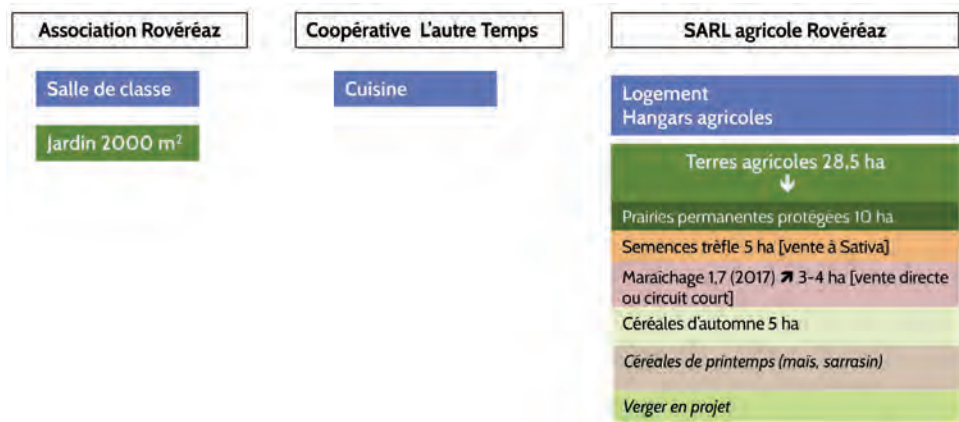 Association Rovéréaz
Salle de classe
Jardin 2000 m²
Coopérative L'autre Temps
Cuisine
SARL agricole Rovéréaz
Logement
Hangars agricoles
Terres agricoles 28,5 ha
🡻
Prairies permanentes protégées 10 ha
Semences trèfle 5 ha [vente à Sativa]
Maraîchage 1,7 (2017) 🡽 3-4 ha [vente directe
ou circuit court]
Céréales d'automne 5 ha
Céréales de printemps (maïs, sarrasin)
Verger en projet